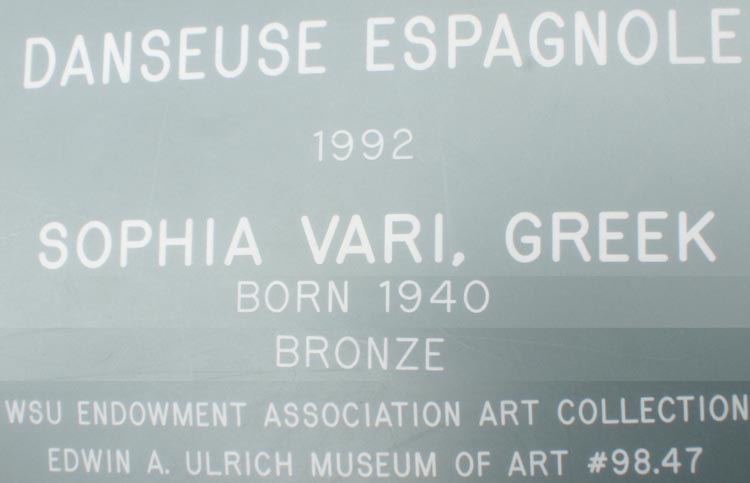 DANSEUSE ESPAGNOLE
1992
SOPHIA VARI, GREEK
BORN 1940
BRONZE
WSU ENDOWMENT ASSOCIATION ART COLLECTION
EDWIN A. ULRICH MUSEUM OF ART #98.47